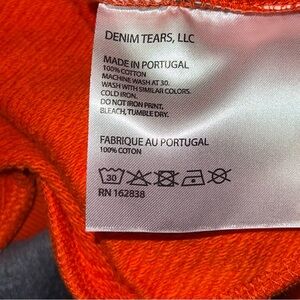 DENIM TEARS, LLC
MADE IN PORTUGAL
100% COTTON
MACHINE WASH AT 30.
WASH WITH SIMILAR COLORS.
COLD IRON.
DO NOT IRON PRINT,
BLEACH, TUMBLE DRY.
FABRIQUE AU PORTUGAL
100% COTON
30
RN 162838